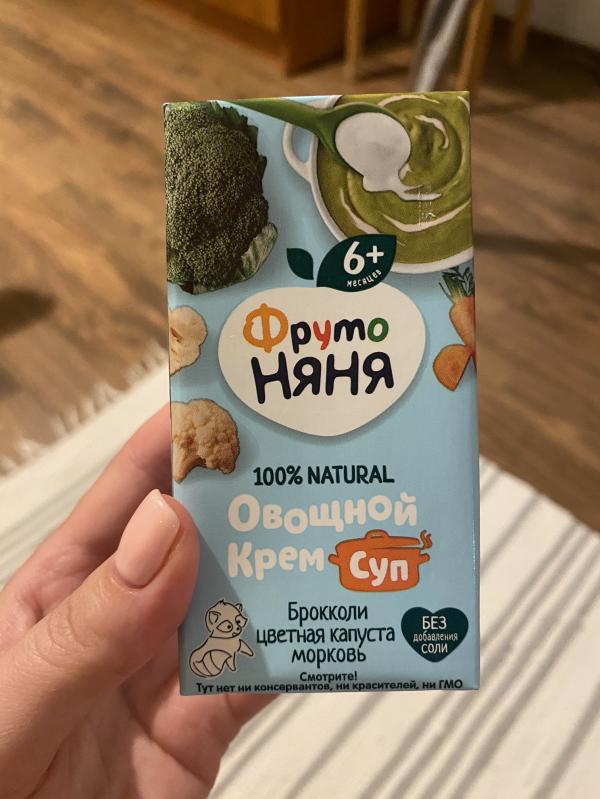 6+
месяцев
Фруто
Няня
100% NATURAL
Овощной
Крем Суп
Брокколи
цветная капуста
морковь
БЕЗ
добавления
СОЛИ
Смотрите!
Тут нет ни консервантов, ни красителей, ни ГМО